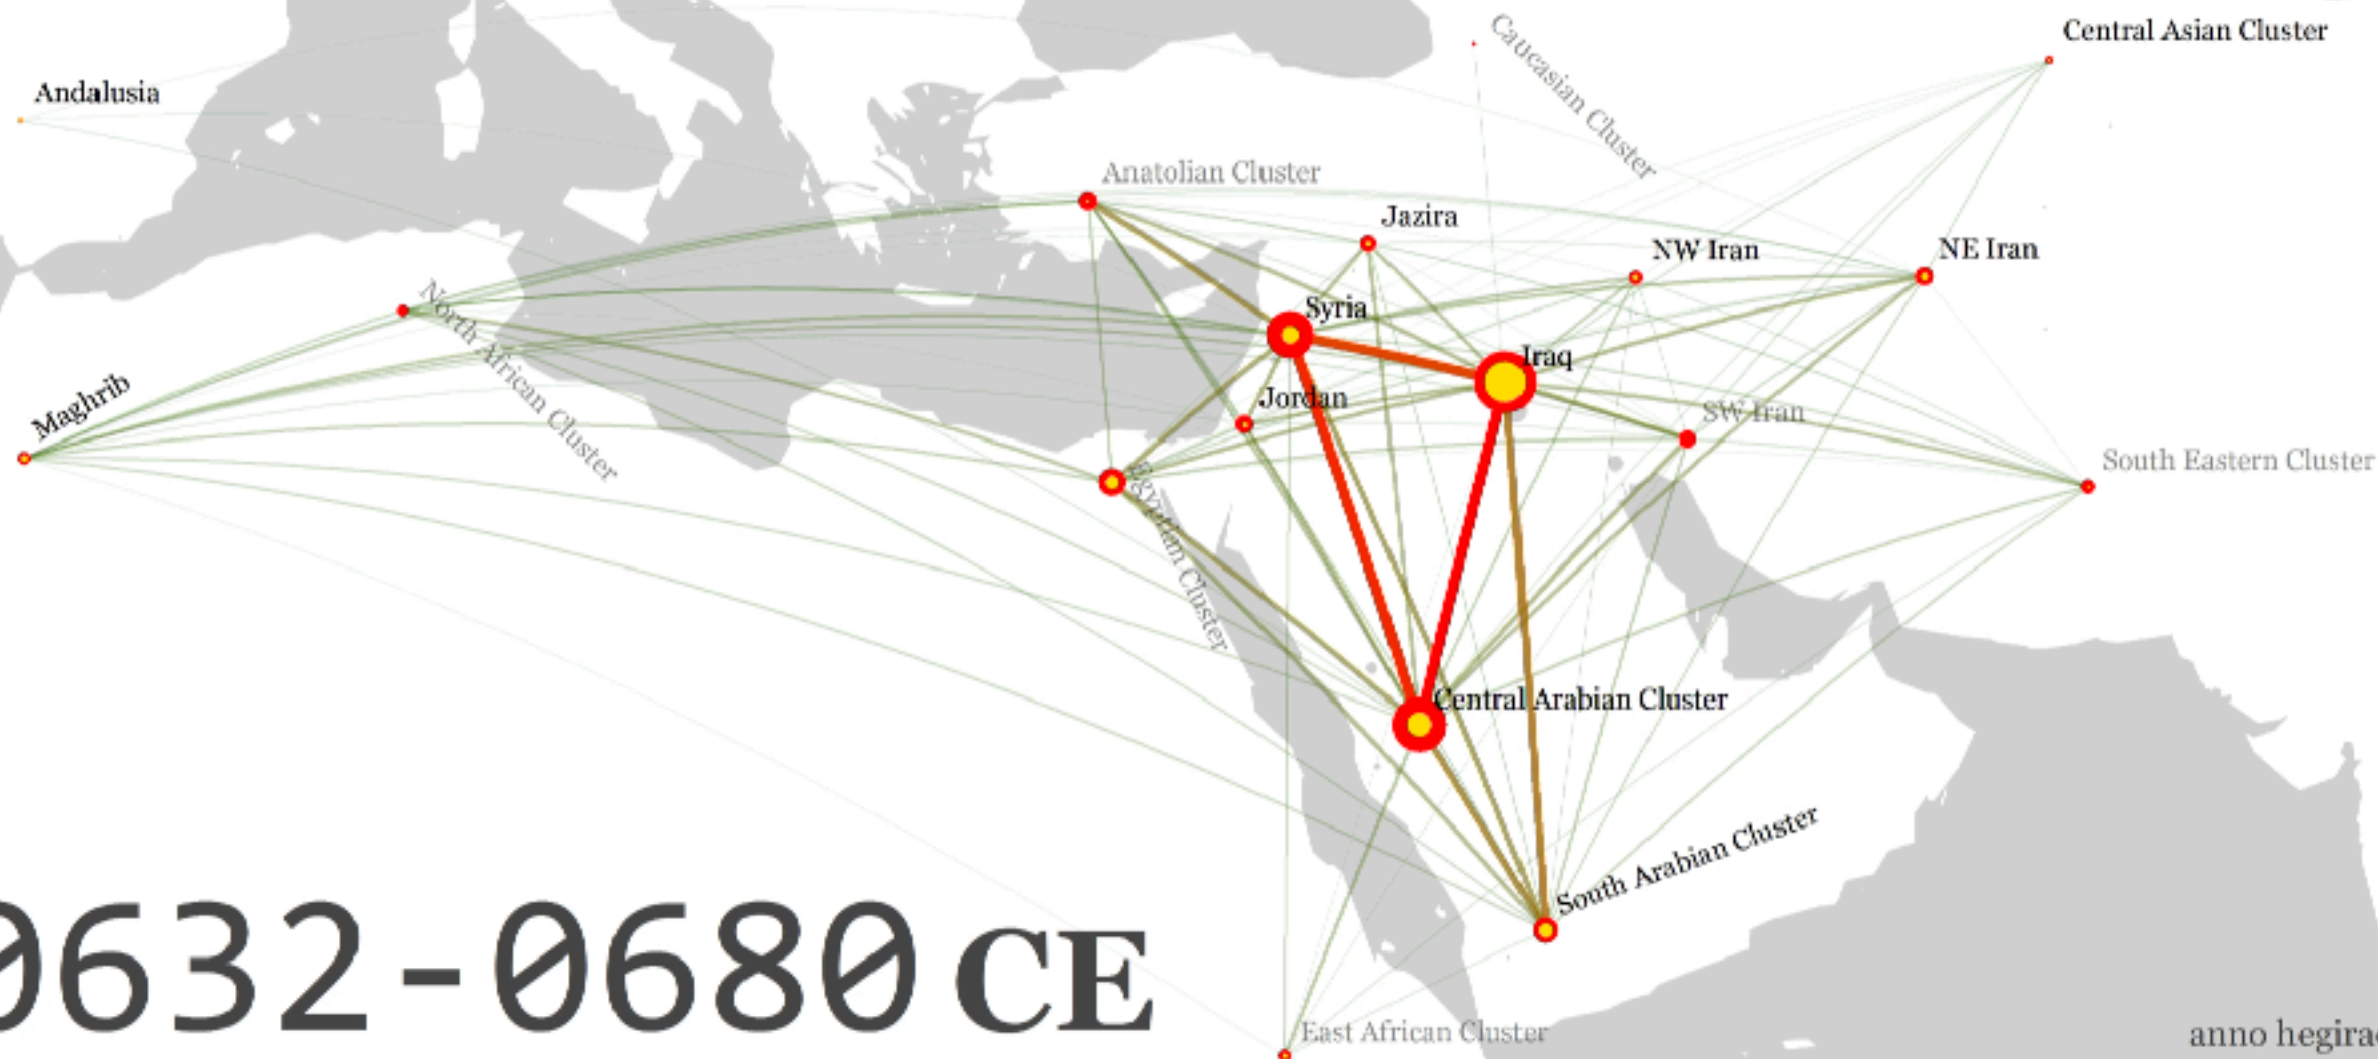 Central Asian Cluster
Caucasian Cluster
Andalusia
Anatolian Cluster
Jazira
NW Iran
NE Iran
North African Cluster
Syria
Iraq
Maghrib
Jordan
SW Iran
South Eastern Cluster
Egyptian Cluster
Central Arabian Cluster
South Arabian Cluster
0632-0680 CE
East African Cluster
anno hegirae